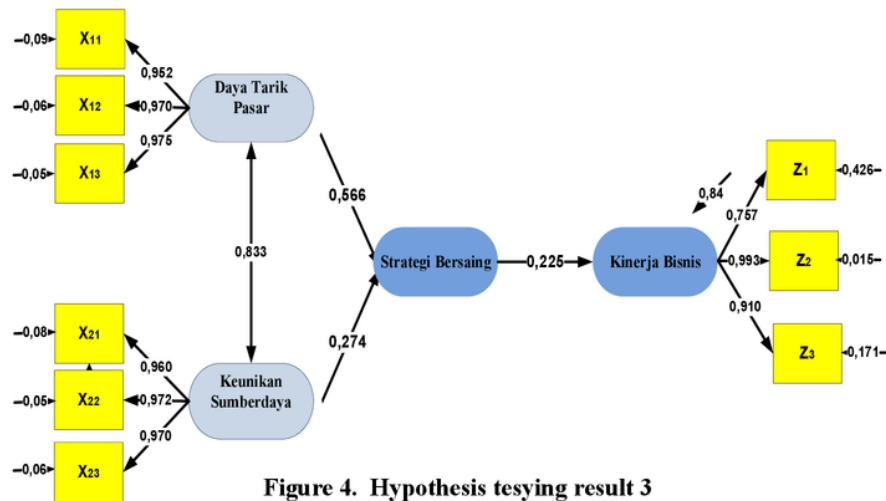 –0,09
X11
0,952
Daya Tarik
Pasar
–0,06
X12
0,970
–0,05
X13
0,975
0,566
0,833
Strategi Bersaing
0,225
Kinerja Bisnis
0,84
Z1
0,426
0,757
0,993
Z2
0,015
0,910
Z3
0,171
0,274
–0,08
X21
0,960
Keunikan
Sumberdaya
–0,05
X22
0,972
–0,06
X23
0,970
Figure 4. Hypothesis tesying result 3